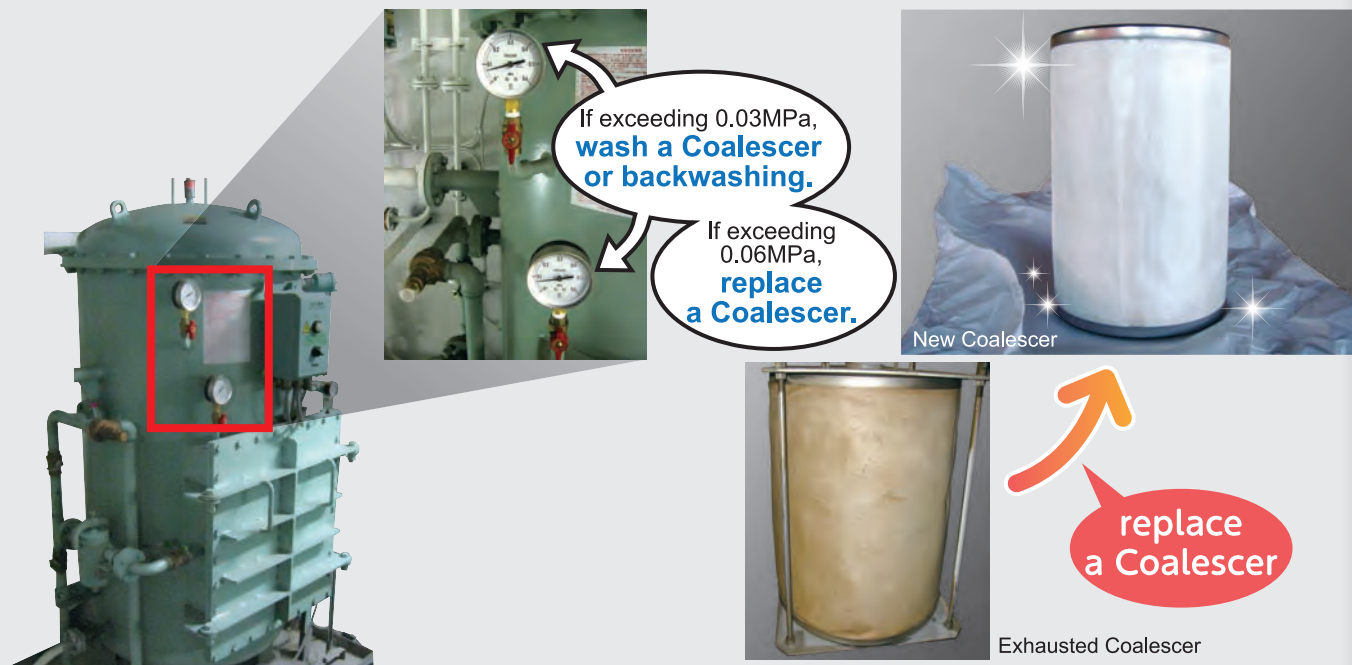 If exceeding 0.03MPa,
wash a Coalescer
or backwashing.
If exceeding
0.06MPa,
replace
a Coalescer.
New Coalescer
replace
a Coalescer
Exhausted Coalescer